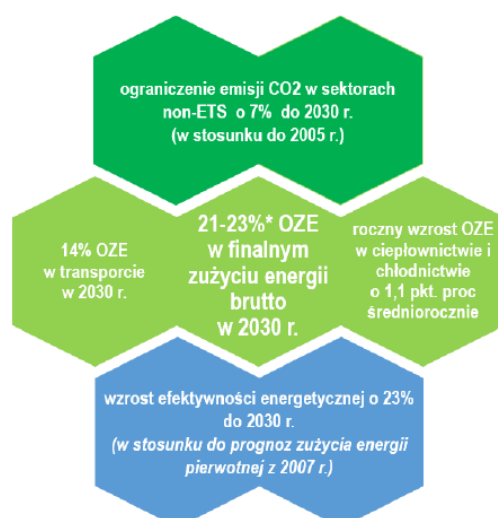 ograniczenie emisji CO2 w sektorach
non-ETS o 7% do 2030 r.
(w stosunku do 2005 r.)
14% OZE
w transporcie
w 2030 r.
21-23%* OZE
w finalnym
zużyciu energii
brutto
w 2030 r.
roczny wzrost OZE
w ciepłownictwie i
chłodnictwie
o 1,1 pkt. proc
średniorocznie
wzrost efektywności energetycznej o 23%
do 2030 r.
(w stosunku do prognoz zużycia energii
pierwotnej z 2007 r.)